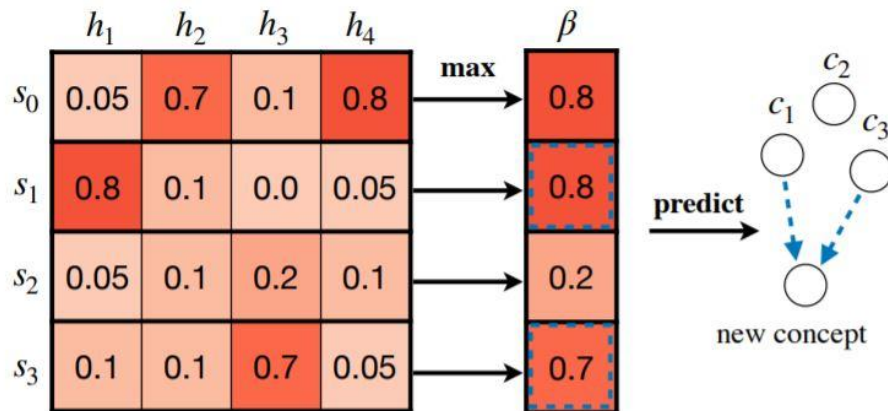 h₁ h₂ h₃ h₄ β
s₀ 0.05 0.7 0.1 0.8 max 0.8
s₁ 0.8 0.1 0.0 0.05 0.8
s₂ 0.05 0.1 0.2 0.1 0.2
s₃ 0.1 0.1 0.7 0.05 0.7
predict
c₁ c₂ c₃
new concept